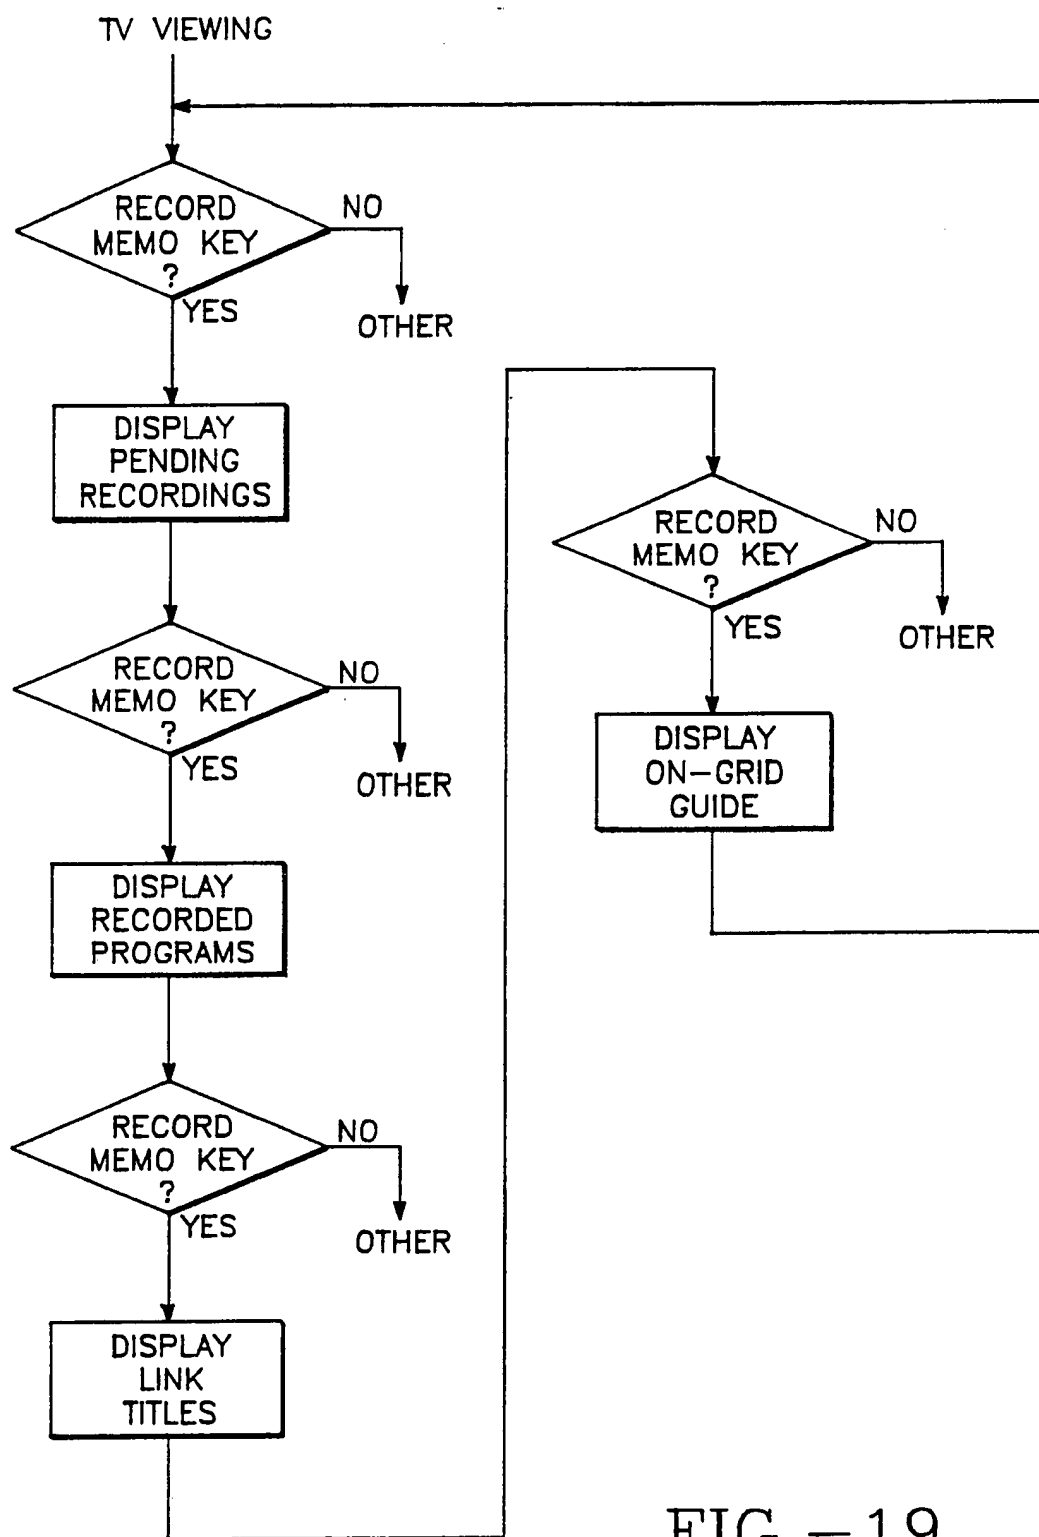 TV VIEWING
RECORD
MEMO KEY
?
NO
YES
OTHER
DISPLAY
PENDING
RECORDINGS
RECORD
MEMO KEY
?
NO
YES
OTHER
DISPLAY
RECORDED
PROGRAMS
RECORD
MEMO KEY
?
NO
YES
OTHER
DISPLAY
LINK
TITLES
RECORD
MEMO KEY
?
NO
YES
OTHER
DISPLAY
ON-GRID
GUIDE
FIG -19